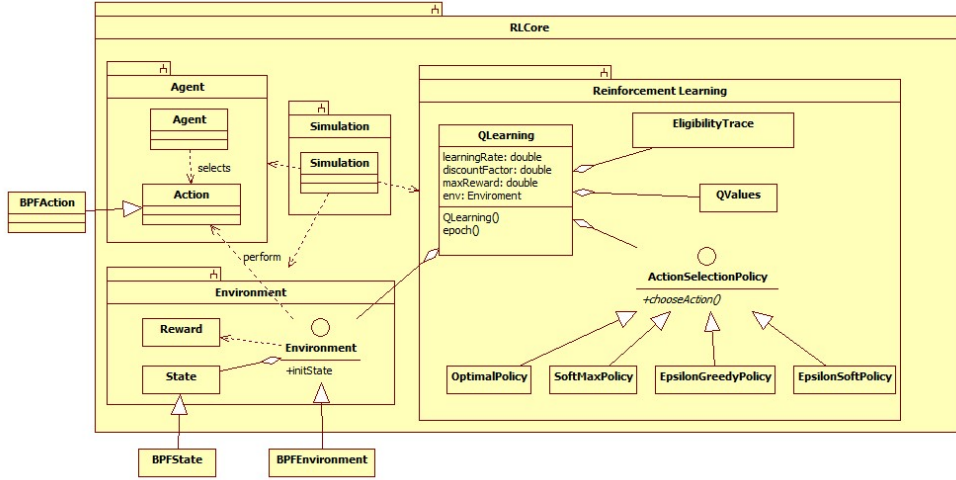 RLCore
Agent
Agent
selects
Action
BPFAction
Simulation
Simulation
perform
Environment
Reward
State
Environment
+initState
BPFState
BPFEnvironment
Reinforcement Learning
QLearning
learningRate: double
discountFactor: double
maxReward: double
env: Enviroment
QLearning()
epoch()
EligibilityTrace
QValues
ActionSelectionPolicy
+chooseAction()
OptimalPolicy
SoftMaxPolicy
EpsilonGreedyPolicy
EpsilonSoftPolicy